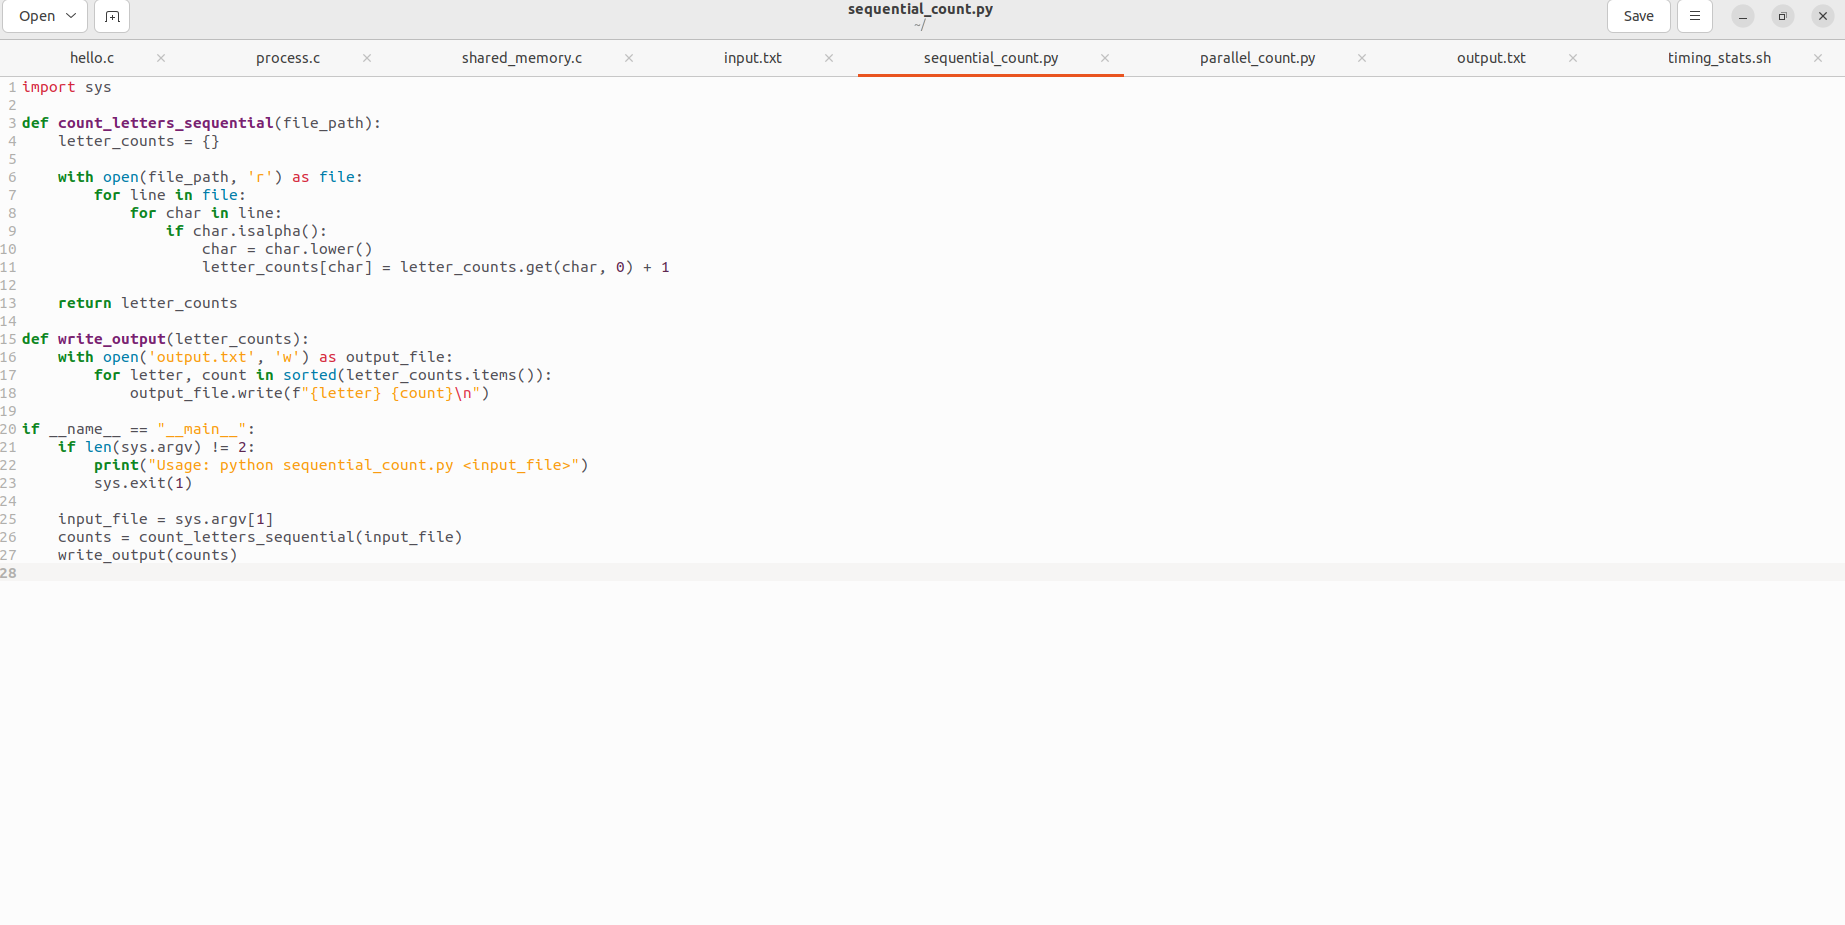 Open
sequential_count.py
~/
Save
hello.c
process.c
shared_memory.c
input.txt
sequential_count.py
parallel_count.py
output.txt
timing_stats.sh
1 import sys
2
3 def count_letters_sequential(file_path):
4     letter_counts = {}
5
6     with open(file_path, 'r') as file:
7         for line in file:
8             for char in line:
9                 if char.isalpha():
10                     char = char.lower()
11                     letter_counts[char] = letter_counts.get(char, 0) + 1
12
13     return letter_counts
14
15 def write_output(letter_counts):
16     with open('output.txt', 'w') as output_file:
17         for letter, count in sorted(letter_counts.items()):
18             output_file.write(f"{letter} {count}\n")
19
20 if __name__ == "__main__":
21     if len(sys.argv) != 2:
22         print("Usage: python sequential_count.py <input_file>")
23         sys.exit(1)
24
25     input_file = sys.argv[1]
26     counts = count_letters_sequential(input_file)
27     write_output(counts)
28